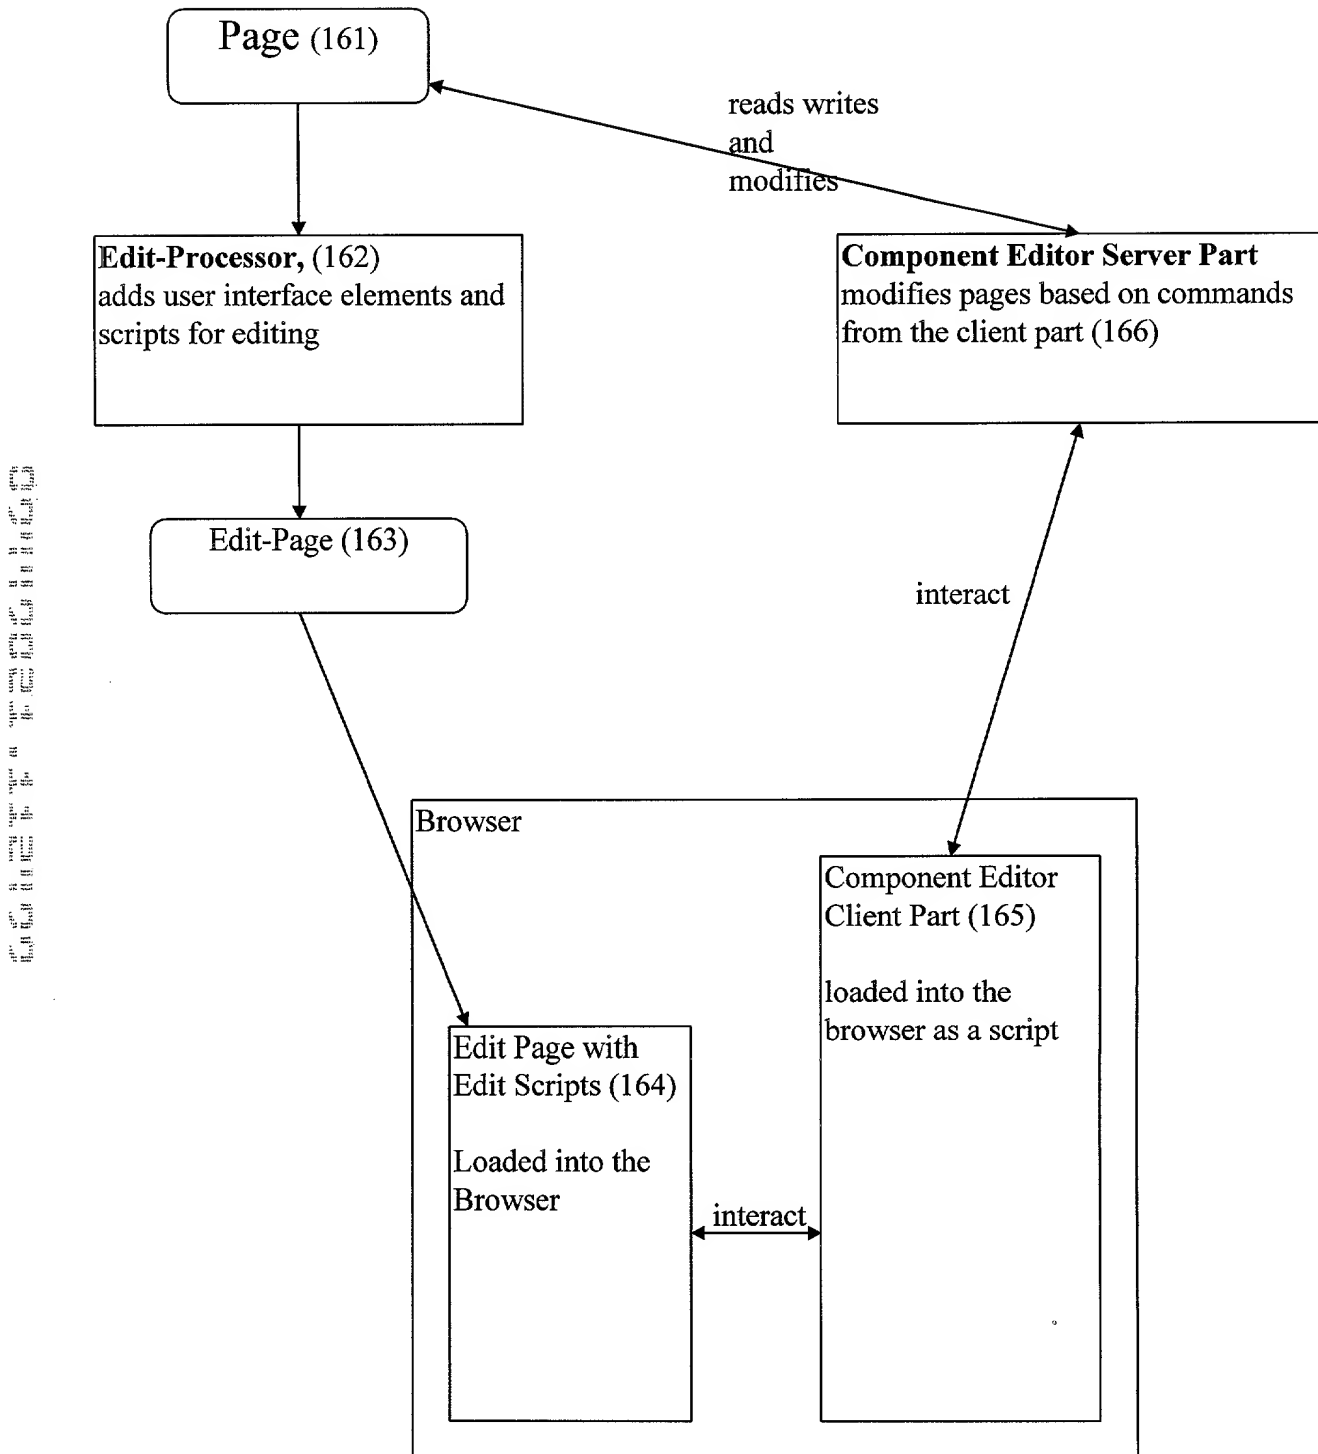 Page (161)
reads writes
and
modifies
Edit-Processor, (162)
adds user interface elements and
scripts for editing
Component Editor Server Part
modifies pages based on commands
from the client part (166)
Edit-Page (163)
interact
Browser
Component Editor
Client Part (165)
loaded into the
browser as a script
Edit Page with
Edit Scripts (164)
Loaded into the
Browser
interact